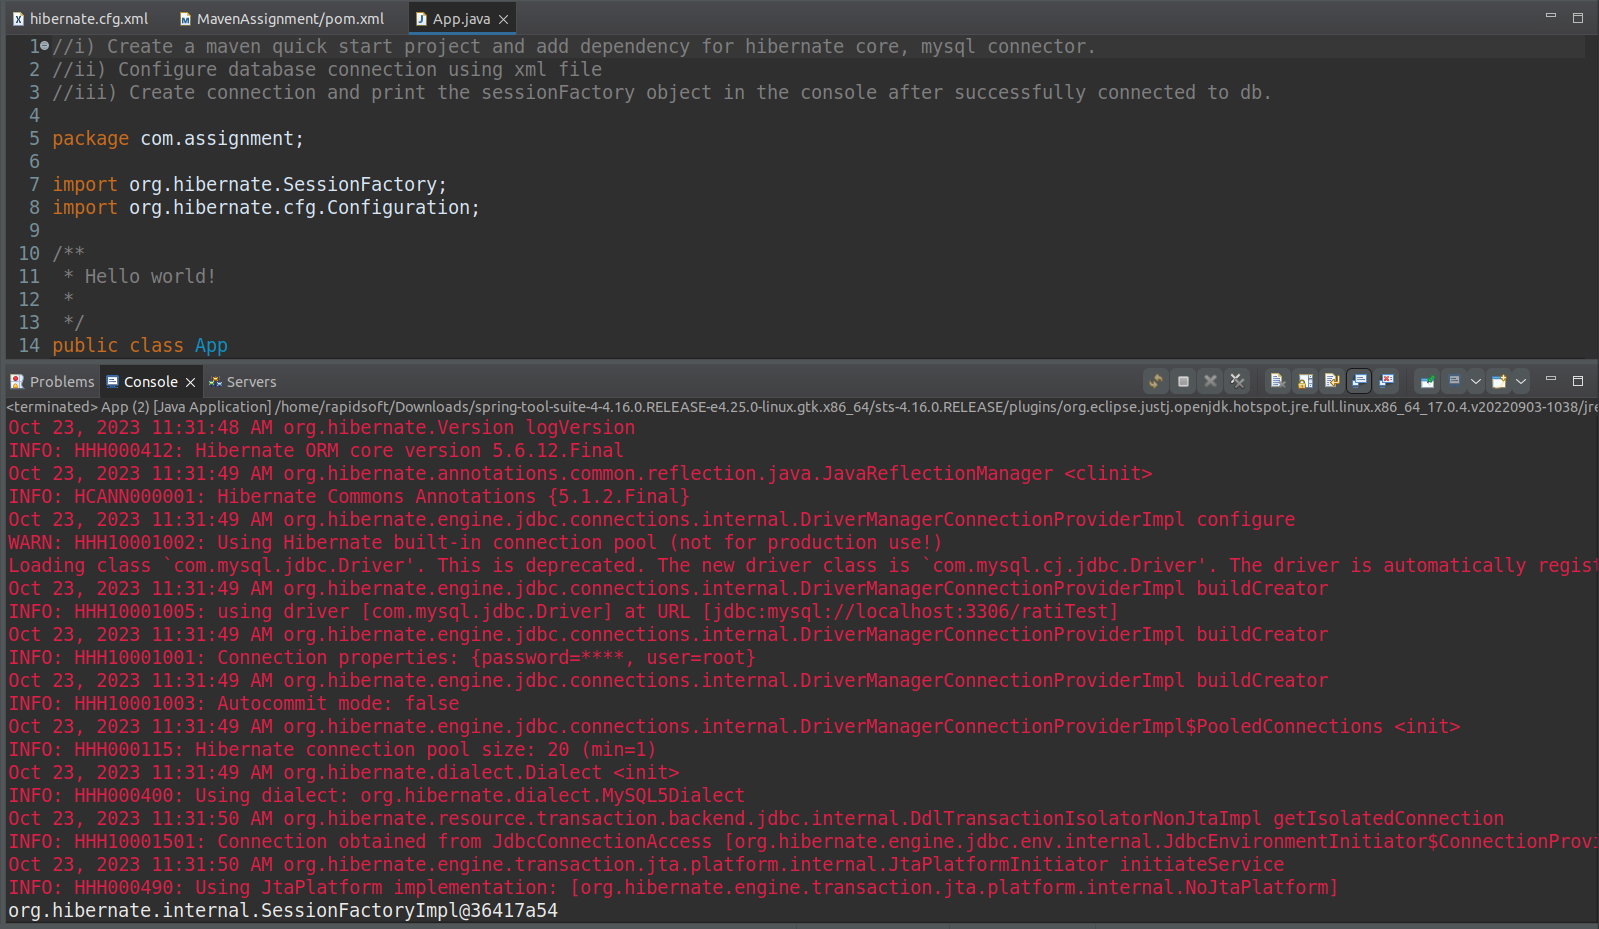 hibernate.cfg.xml MavenAssignment/pom.xml App.java
1 //i) Create a maven quick start project and add dependency for hibernate core, mysql connector.
2 //ii) Configure database connection using xml file
3 //iii) Create connection and print the sessionFactory object in the console after successfully connected to db.
4
5 package com.assignment;
6
7 import org.hibernate.SessionFactory;
8 import org.hibernate.cfg.Configuration;
9
10 /**
11  * Hello world!
12  *
13  */
14 public class App
Problems Console Servers
<terminated> App (2) [Java Application] /home/rapidsoft/Downloads/spring-tool-suite-4-4.16.0.RELEASE-e4.25.0-linux.gtk.x86_64/sts-4.16.0.RELEASE/plugins/org.eclipse.justj.openjdk.hotspot.jre.full.linux.x86_64_17.0.4.v20220903-1038/jre
Oct 23, 2023 11:31:48 AM org.hibernate.Version logVersion
INFO: HHH000412: Hibernate ORM core version 5.6.12.Final
Oct 23, 2023 11:31:49 AM org.hibernate.annotations.common.reflection.java.JavaReflectionManager <clinit>
INFO: HCANN000001: Hibernate Commons Annotations {5.1.2.Final}
Oct 23, 2023 11:31:49 AM org.hibernate.engine.jdbc.connections.internal.DriverManagerConnectionProviderImpl configure
WARN: HHH10001002: Using Hibernate built-in connection pool (not for production use!)
Loading class `com.mysql.jdbc.Driver'. This is deprecated. The new driver class is `com.mysql.cj.jdbc.Driver'. The driver is automatically regist
Oct 23, 2023 11:31:49 AM org.hibernate.engine.jdbc.connections.internal.DriverManagerConnectionProviderImpl buildCreator
INFO: HHH10001005: using driver [com.mysql.jdbc.Driver] at URL [jdbc:mysql://localhost:3306/ratiTest]
Oct 23, 2023 11:31:49 AM org.hibernate.engine.jdbc.connections.internal.DriverManagerConnectionProviderImpl buildCreator
INFO: HHH10001001: Connection properties: {password=****, user=root}
Oct 23, 2023 11:31:49 AM org.hibernate.engine.jdbc.connections.internal.DriverManagerConnectionProviderImpl buildCreator
INFO: HHH10001003: Autocommit mode: false
Oct 23, 2023 11:31:49 AM org.hibernate.engine.jdbc.connections.internal.DriverManagerConnectionProviderImpl$PooledConnections <init>
INFO: HHH000115: Hibernate connection pool size: 20 (min=1)
Oct 23, 2023 11:31:49 AM org.hibernate.dialect.Dialect <init>
INFO: HHH000400: Using dialect: org.hibernate.dialect.MySQL5Dialect
Oct 23, 2023 11:31:50 AM org.hibernate.resource.transaction.backend.jdbc.internal.DdlTransactionIsolatorNonJtaImpl getIsolatedConnection
INFO: HHH10001501: Connection obtained from JdbcConnectionAccess [org.hibernate.engine.jdbc.env.internal.JdbcEnvironmentInitiator$ConnectionProvi
Oct 23, 2023 11:31:50 AM org.hibernate.engine.transaction.jta.platform.internal.JtaPlatformInitiator initiateService
INFO: HHH000490: Using JtaPlatform implementation: [org.hibernate.engine.transaction.jta.platform.internal.NoJtaPlatform]
org.hibernate.internal.SessionFactoryImpl@36417a54